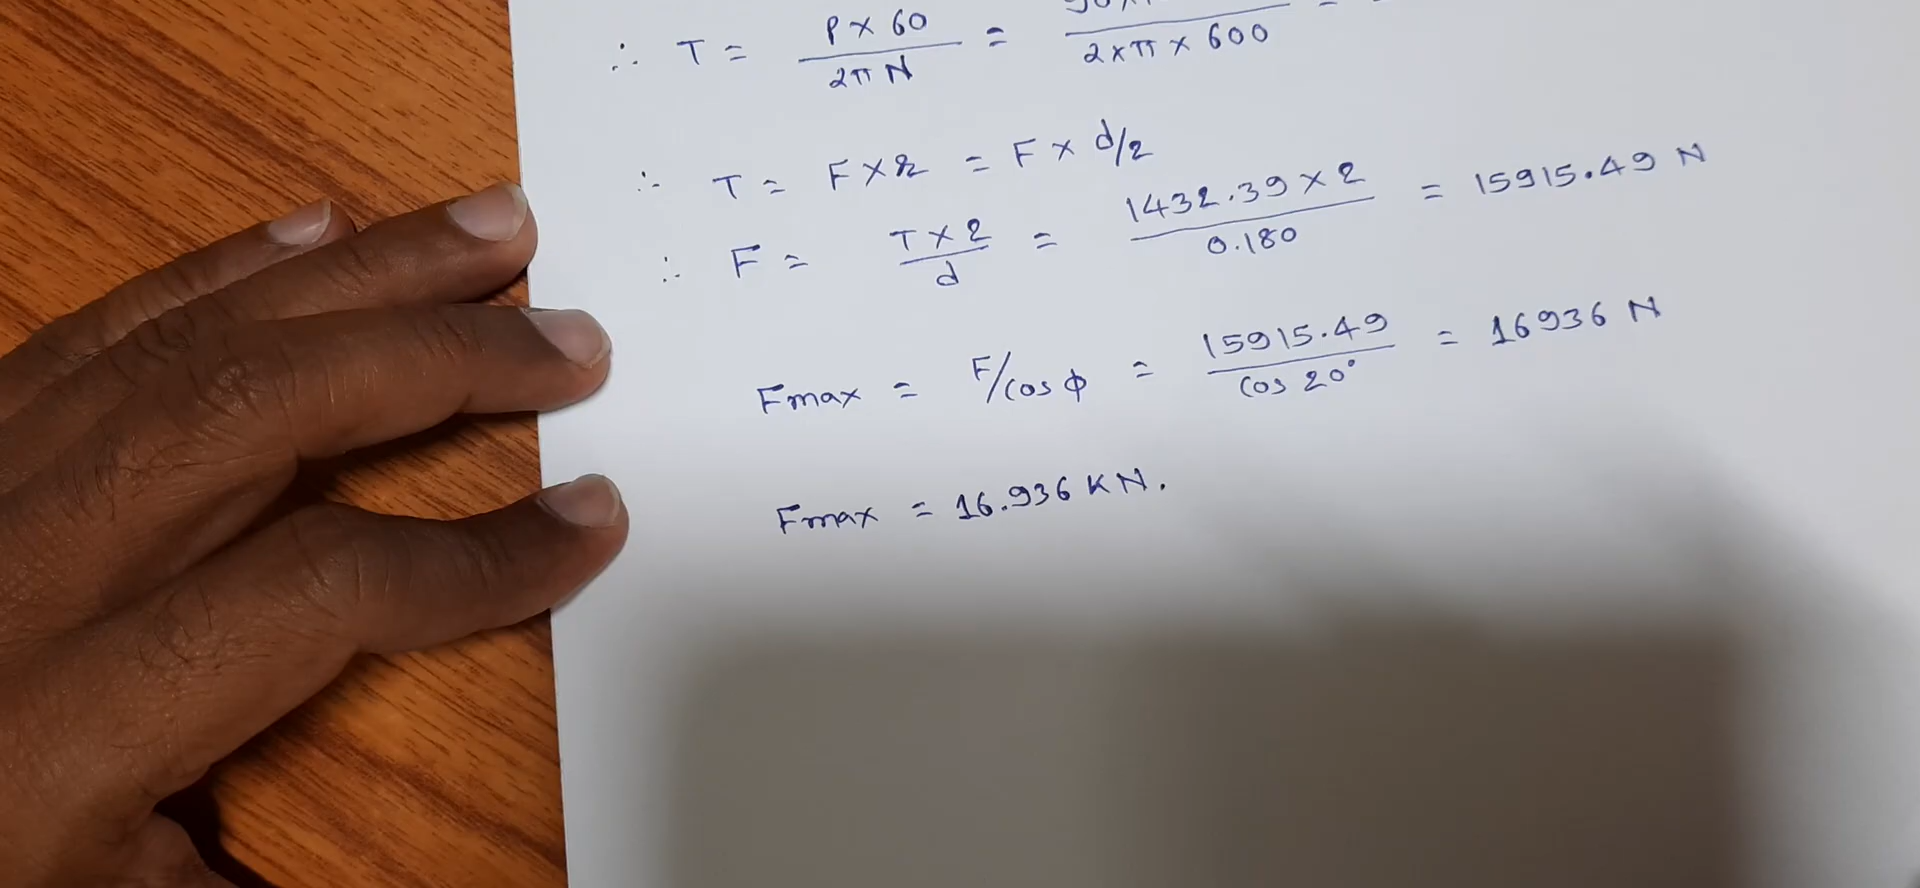 ∴ T = P × 60 / 2π N = / 2 × π × 600
∴ T = F × r = F × d/2
∴ F = T × 2 / d = 1432.39 × 2 / 0.180 = 15915.49 N
Fmax = F/cos ϕ = 15915.49 / cos 20° = 16936 N
Fmax = 16.936 KN.